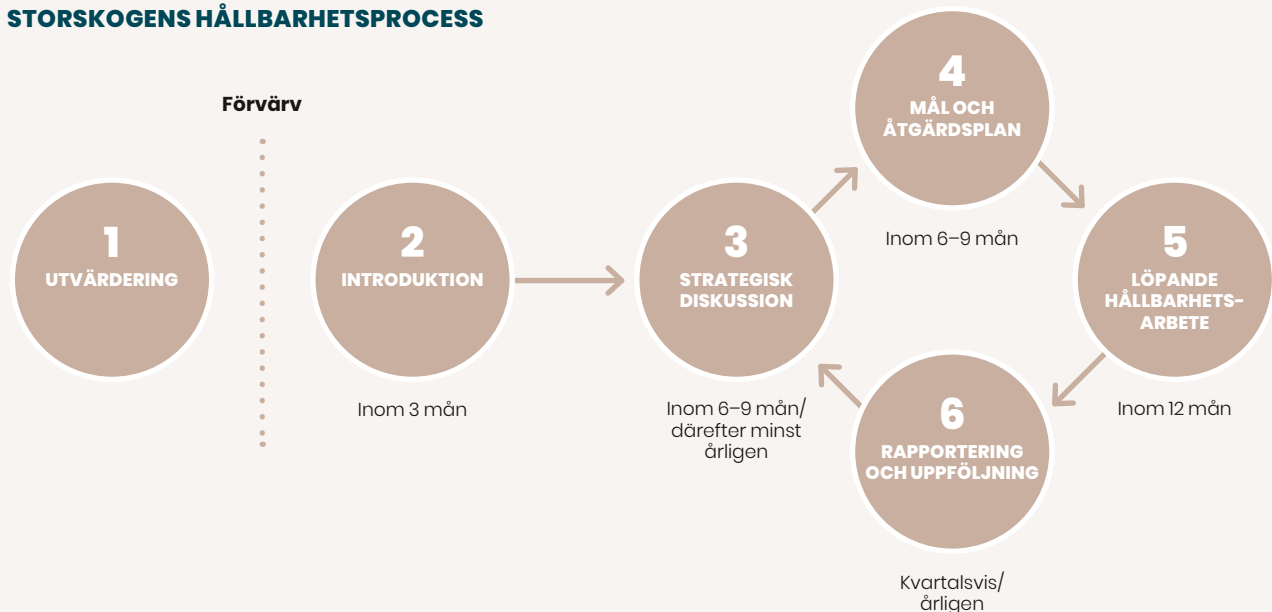 STORSKOGENS HÅLLBARHETSPROCESS
Förvärv
1
UTVÄRDERING
2
INTRODUKTION
Inom 3 mån
3
STRATEGISK
DISKUSSION
Inom 6–9 mån/
därefter minst
årligen
4
MÅL OCH
ÅTGÄRDSPLAN
Inom 6–9 mån
5
LÖPANDE
HÅLLBARHETS-
ARBETE
Inom 12 mån
6
RAPPORTERING
OCH UPPFÖLJNING
Kvartalsvis/
årligen